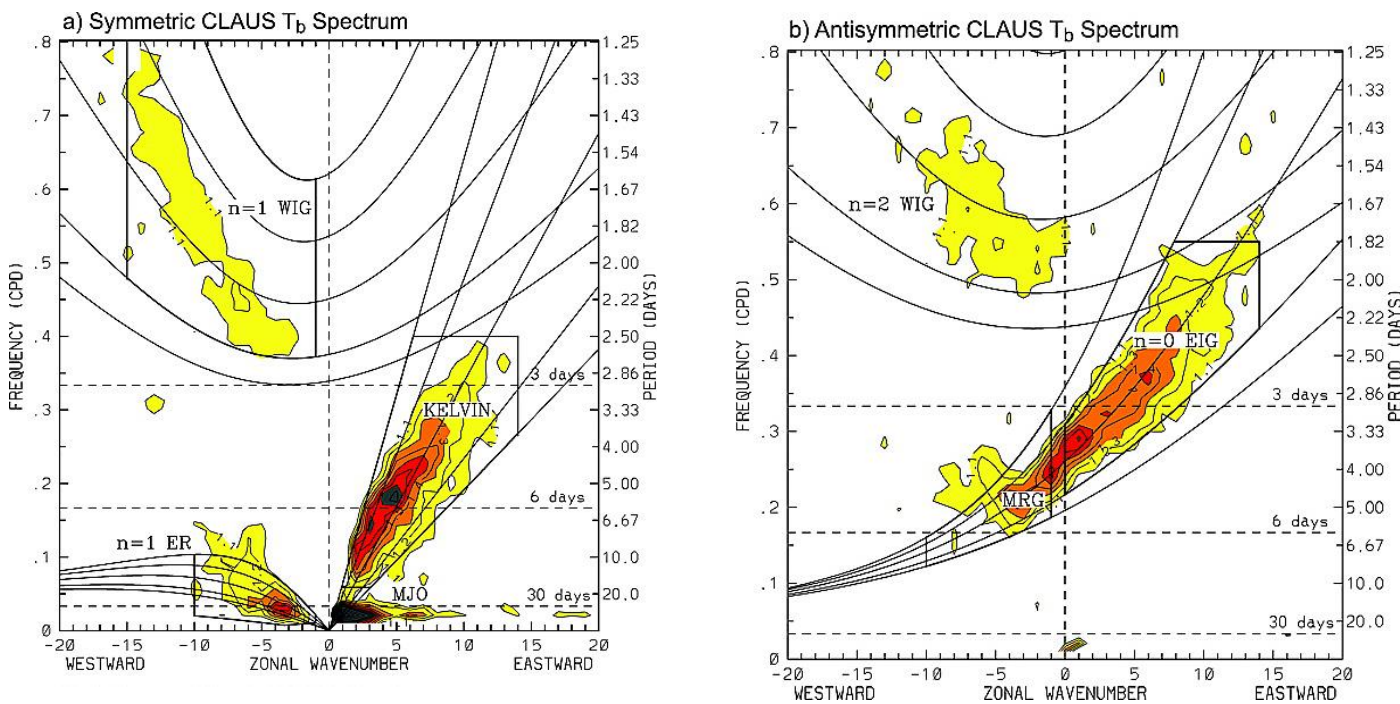 a) Symmetric CLAUS Tb Spectrum
.8
.7
.6
.5
.4
.3
.2
.1
0
FREQUENCY (CPD)
1.25
1.33
1.43
1.54
1.67
1.82
2.00
2.22
2.50
2.86
3.33
4.00
5.00
6.67
10.0
20.0
PERIOD (DAYS)
n=1 WIG
3 days
KELVIN
6 days
n=1 ER
MJO
30 days
-20 -15 -10 -5 0 5 10 15 20
WESTWARD ZONAL WAVENUMBER EASTWARD
b) Antisymmetric CLAUS Tb Spectrum
.8
.7
.6
.5
.4
.3
.2
.1
0
FREQUENCY (CPD)
1.25
1.33
1.43
1.54
1.67
1.82
2.00
2.22
2.50
2.86
3.33
4.00
5.00
6.67
10.0
20.0
PERIOD (DAYS)
n=2 WIG
n=0 EIG
3 days
MRG
6 days
30 days
-20 -15 -10 -5 0 5 10 15 20
WESTWARD ZONAL WAVENUMBER EASTWARD